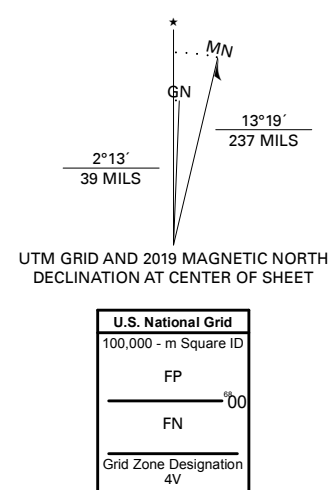 ★
MN
GN
13°19´
237 MILS
2°13´
39 MILS
UTM GRID AND 2019 MAGNETIC NORTH
DECLINATION AT CENTER OF SHEET
U.S. National Grid
100,000 - m Square ID
FP
6800
FN
Grid Zone Designation
4V